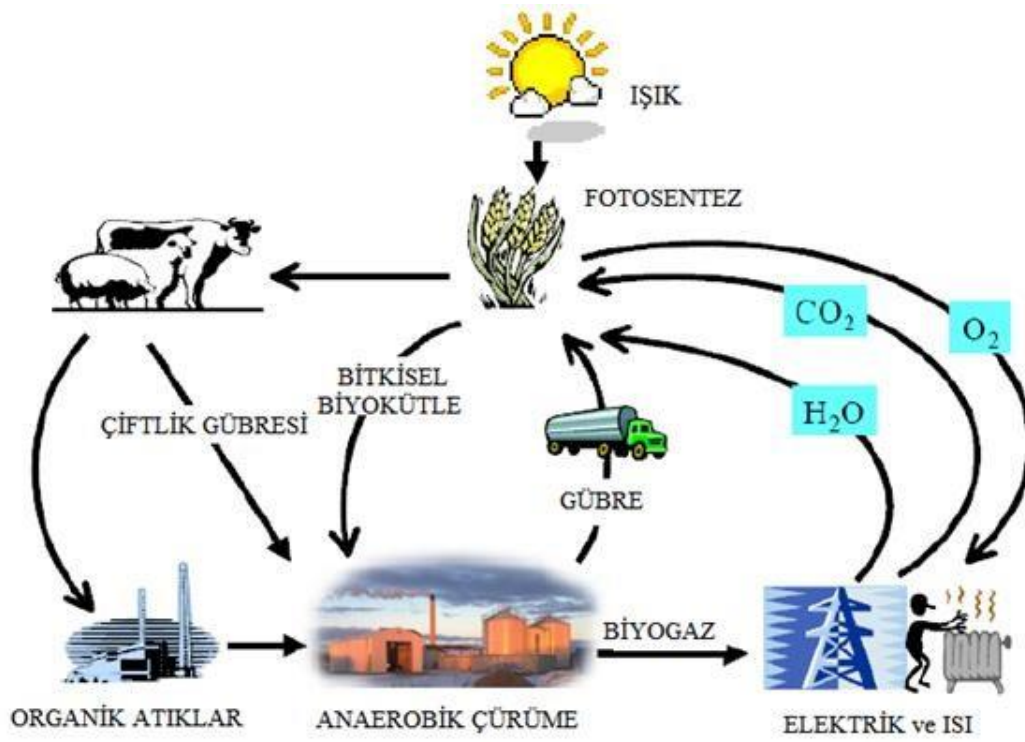 IŞIK
FOTOSENTEZ
CO₂
O₂
BİTKİSEL
BİYOKÜTLE
H₂O
ÇİFTLİK GÜBRESİ
GÜBRE
BİYOGAZ
ORGANİK ATIKLAR
ANAEROBİK ÇÜRÜME
ELEKTRİK ve ISI